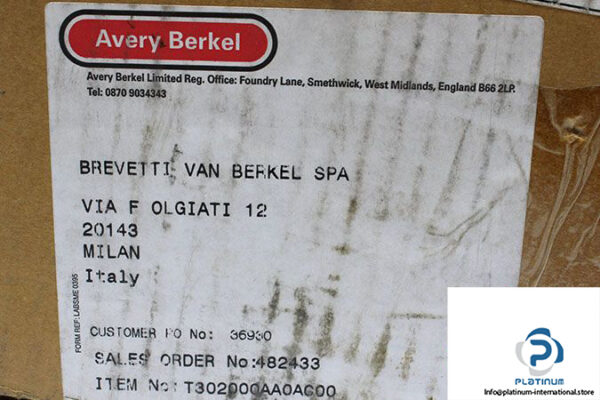 Avery Berkel
Avery Berkel Limited Reg. Office: Foundry Lane, Smethwick, West Midlands, England B66 2LP.
Tel: 0870 9034343
BREVETTI VAN BERKEL SPA
VIA F OLGIATI 12
20143
MILAN
Italy
FORM REF: LABSME 0395
CUSTOMER PO No: 36930
SALES ORDER No:482433
ITEM No:T302000AA0AC00
PLATINUM
info@platinum-international.store